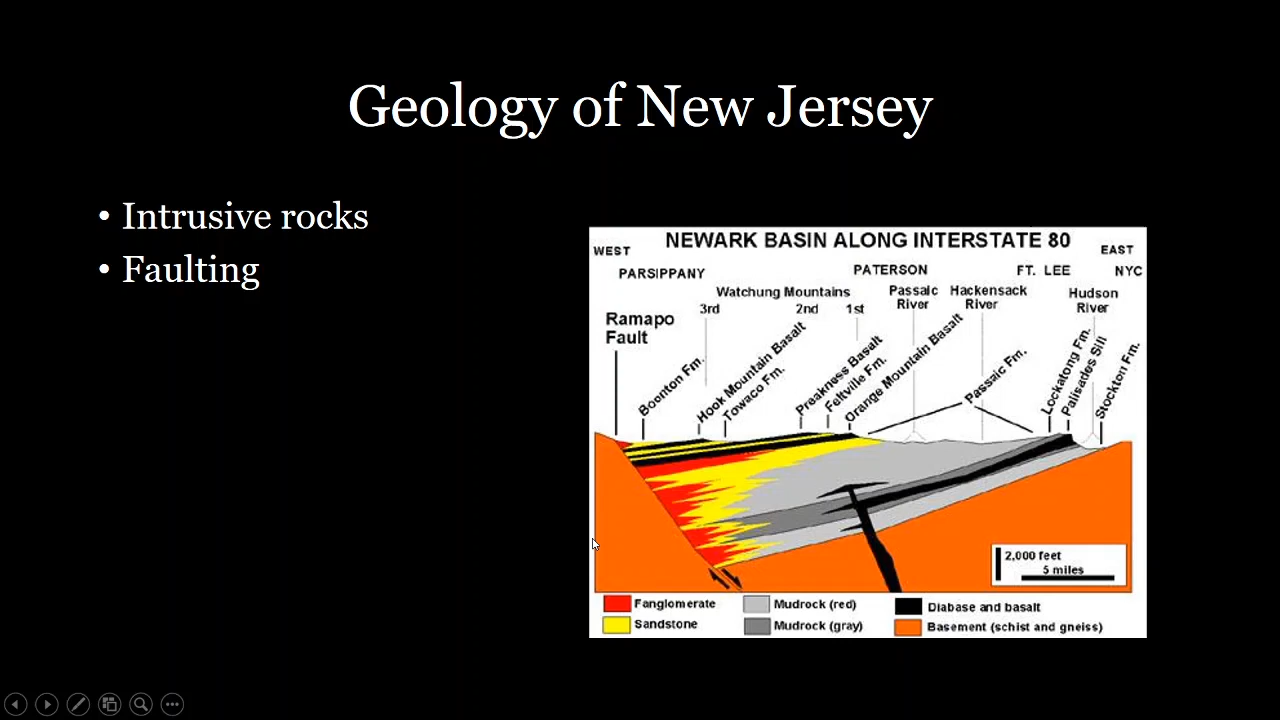 Geology of New Jersey
• Intrusive rocks
• Faulting
NEWARK BASIN ALONG INTERSTATE 80
WEST
EAST
PARSIPPANY
PATERSON
FT. LEE
NYC
Watchung Mountains
3rd
2nd
1st
Passaic
River
Hackensack
River
Hudson
River
Ramapo
Fault
Boonton Fm.
Hook Mountain Basalt
Towaco Fm.
Preakness Basalt
Feltville Fm.
Orange Mountain Basalt
Passaic Fm.
Lockatong Fm.
Palisades Sill
Stockton Fm.
2,000 feet
5 miles
Fanglomerate
Mudrock (red)
Diabase and basalt
Sandstone
Mudrock (gray)
Basement (schist and gneiss)